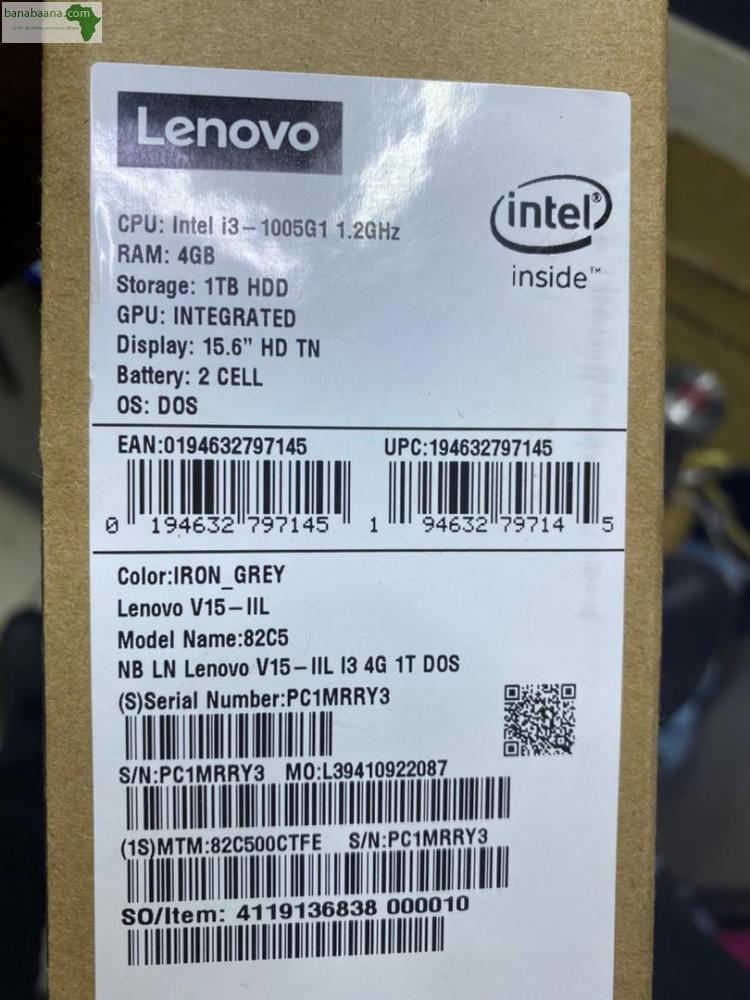 banabaana.com
Lenovo
CPU: Intel i3-1005G1 1.2GHz
RAM: 4GB
Storage: 1TB HDD
GPU: INTEGRATED
Display: 15.6" HD TN
Battery: 2 CELL
OS: DOS
intel®
inside™
EAN:0194632797145
UPC:194632797145
0 194632 797145
1 94632 79714 5
Color:IRON_GREY
Lenovo V15-IIL
Model Name:82C5
NB LN Lenovo V15-IIL I3 4G 1T DOS
(S)Serial Number:PC1MRRY3
S/N:PC1MRRY3 MO:L39410922087
(1S)MTM:82C500CTFE S/N:PC1MRRY3
SO/Item: 4119136838 000010